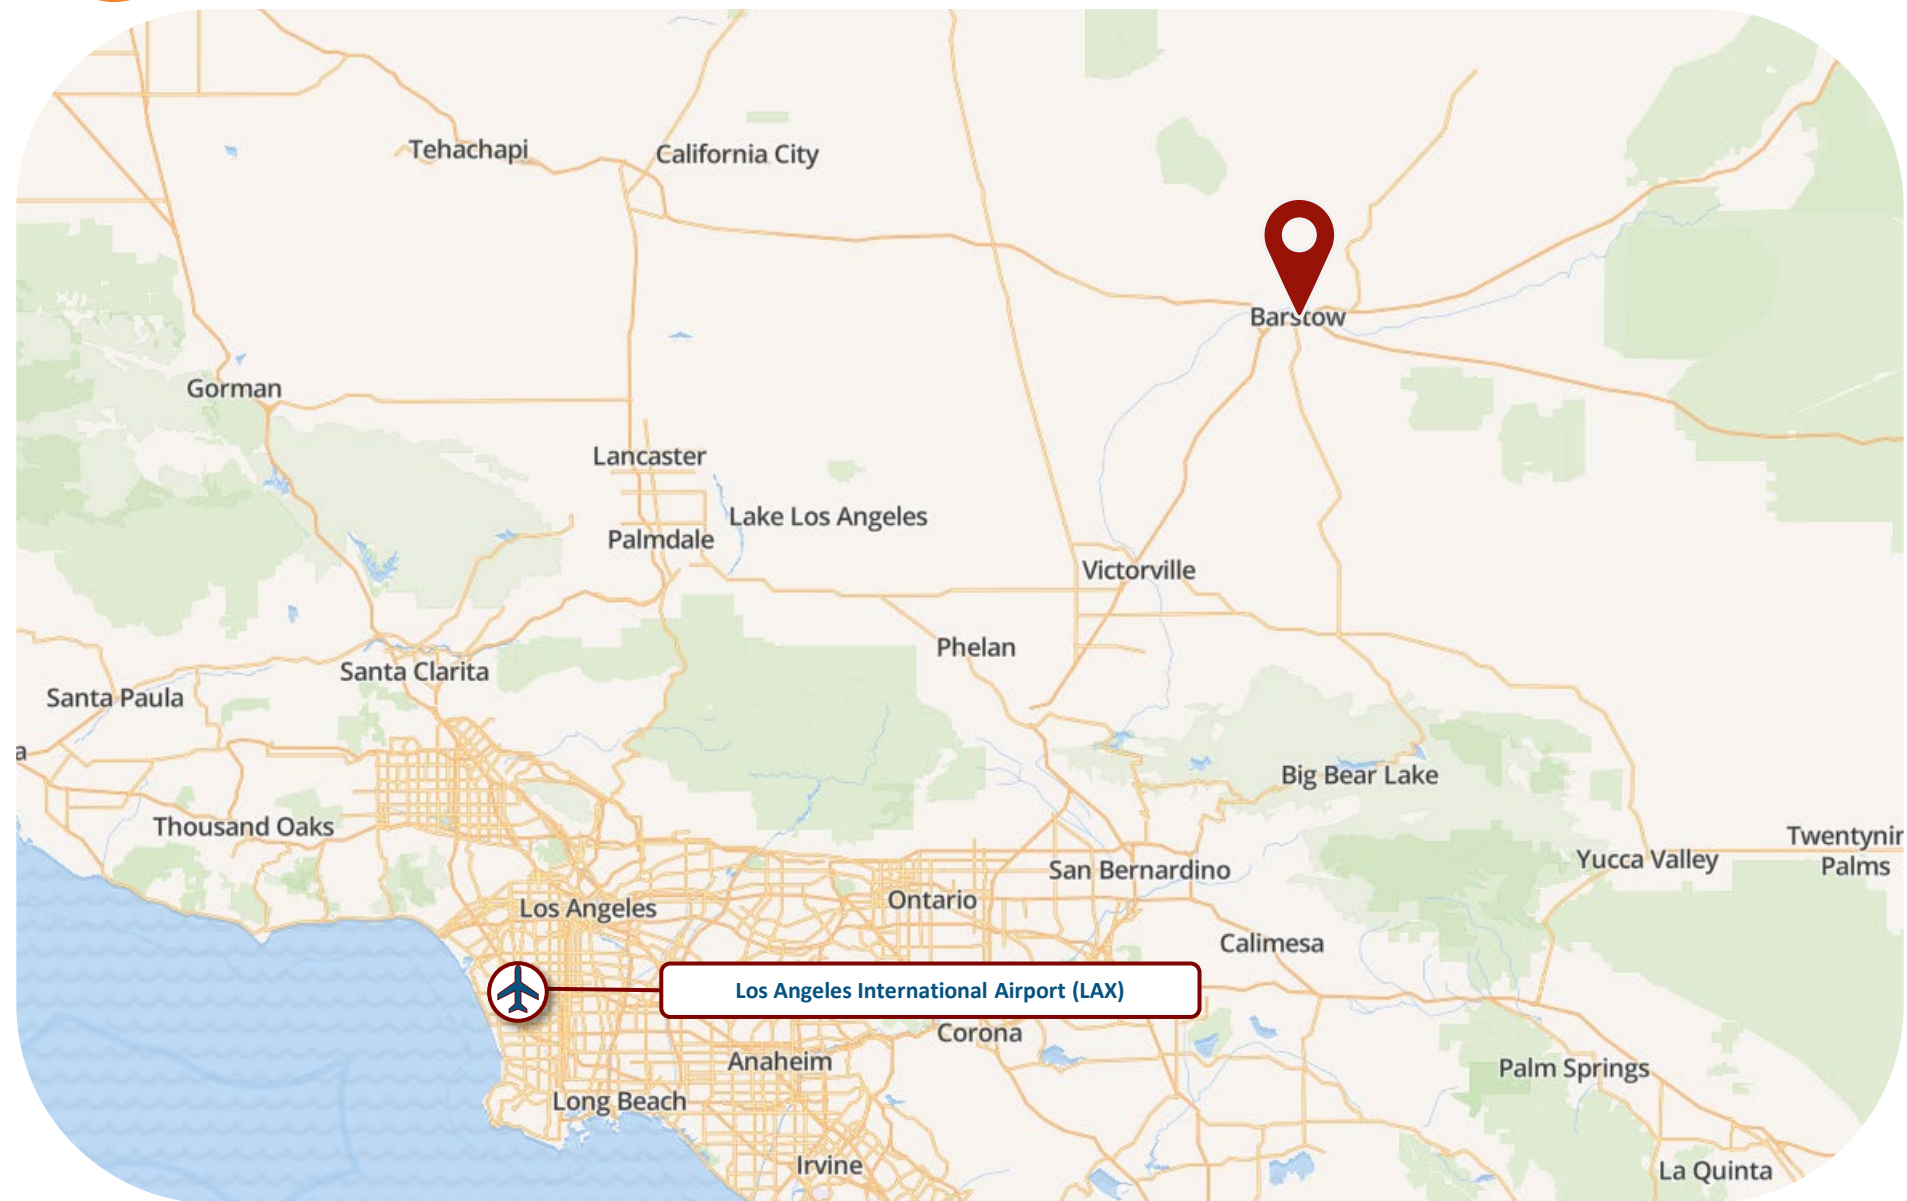 Tehachapi
California City
Barstow
Gorman
Lancaster
Lake Los Angeles
Palmdale
Victorville
Phelan
Santa Clarita
Santa Paula
a
Big Bear Lake
Thousand Oaks
Twentynin
Palms
Yucca Valley
San Bernardino
Ontario
Los Angeles
Calimesa
Los Angeles International Airport (LAX)
Corona
Anaheim
Palm Springs
Long Beach
Irvine
La Quinta